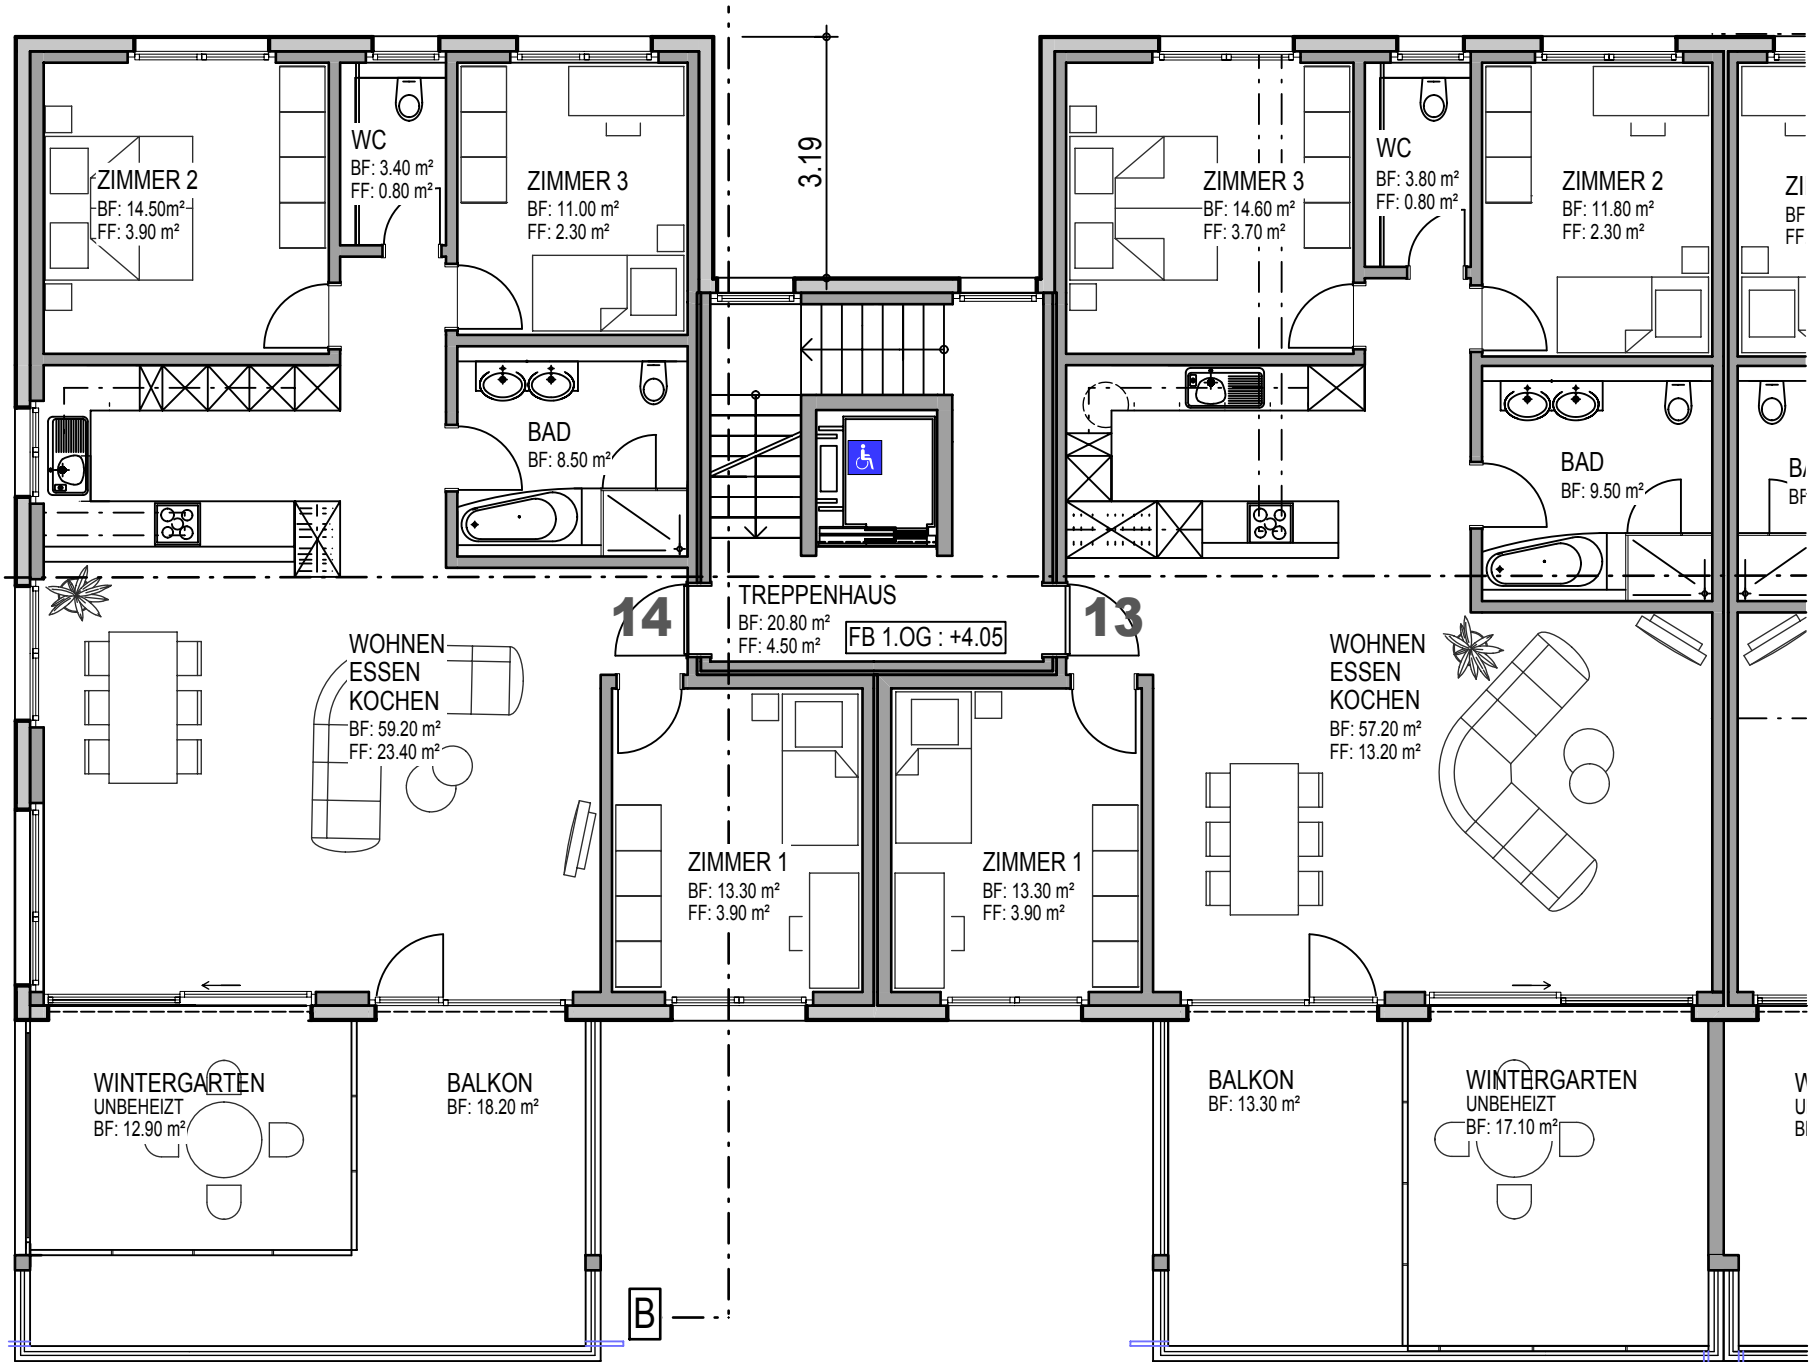 3.19
WC
BF: 3.40 m²
FF: 0.80 m²
ZIMMER 2
BF: 14.50m²
FF: 3.90 m²
ZIMMER 3
BF: 11.00 m²
FF: 2.30 m²
ZIMMER 3
BF: 14.60 m²
FF: 3.70 m²
WC
BF: 3.80 m²
FF: 0.80 m²
ZIMMER 2
BF: 11.80 m²
FF: 2.30 m²
ZI
BF
FF
BAD
BF: 8.50 m²
BAD
BF: 9.50 m²
BA
BF
14
TREPPENHAUS
BF: 20.80 m²
FF: 4.50 m²
FB 1.OG : +4.05
13
WOHNEN
ESSEN
KOCHEN
BF: 59.20 m²
FF: 23.40 m²
WOHNEN
ESSEN
KOCHEN
BF: 57.20 m²
FF: 13.20 m²
ZIMMER 1
BF: 13.30 m²
FF: 3.90 m²
ZIMMER 1
BF: 13.30 m²
FF: 3.90 m²
WINTERGARTEN
UNBEHEIZT
BF: 12.90 m²
BALKON
BF: 18.20 m²
BALKON
BF: 13.30 m²
WINTERGARTEN
UNBEHEIZT
BF: 17.10 m²
B